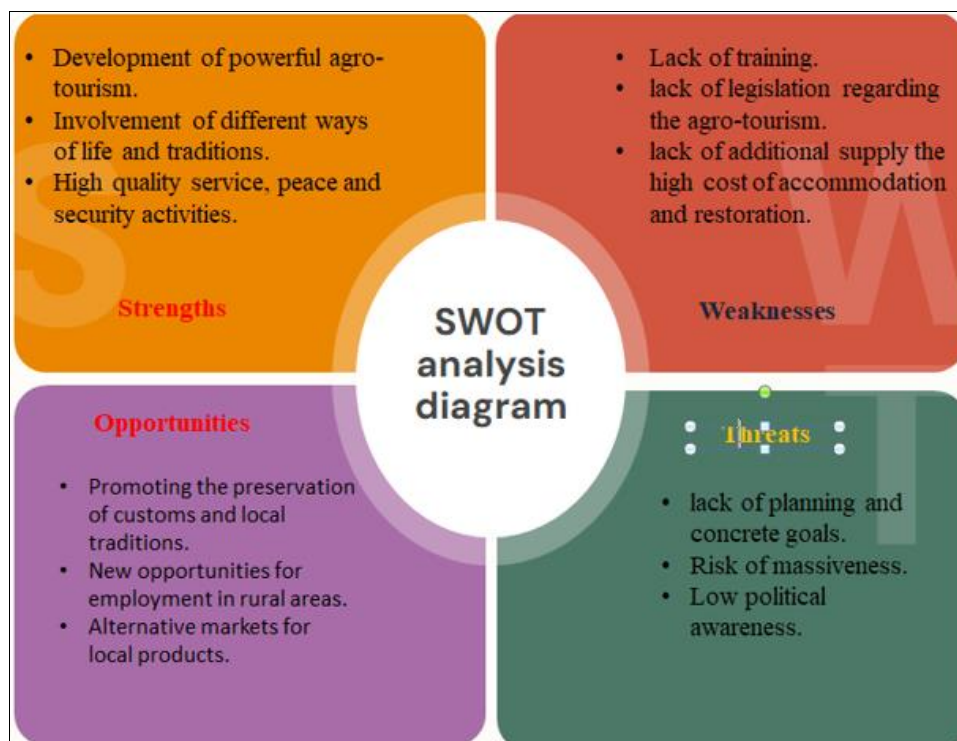 • Development of powerful agro-
tourism.
• Involvement of different ways
of life and traditions.
• High quality service, peace and
security activities.
S
Strengths
• Lack of training.
• lack of legislation regarding
the agro-tourism.
• lack of additional supply the
high cost of accommodation
and restoration.
W
Weaknesses
SWOT
analysis
diagram
Opportunities
• Promoting the preservation
of customs and local
traditions.
• New opportunities for
employment in rural areas.
• Alternative markets for
local products.
T
Threats
• lack of planning and
concrete goals.
• Risk of massiveness.
• Low political
awareness.